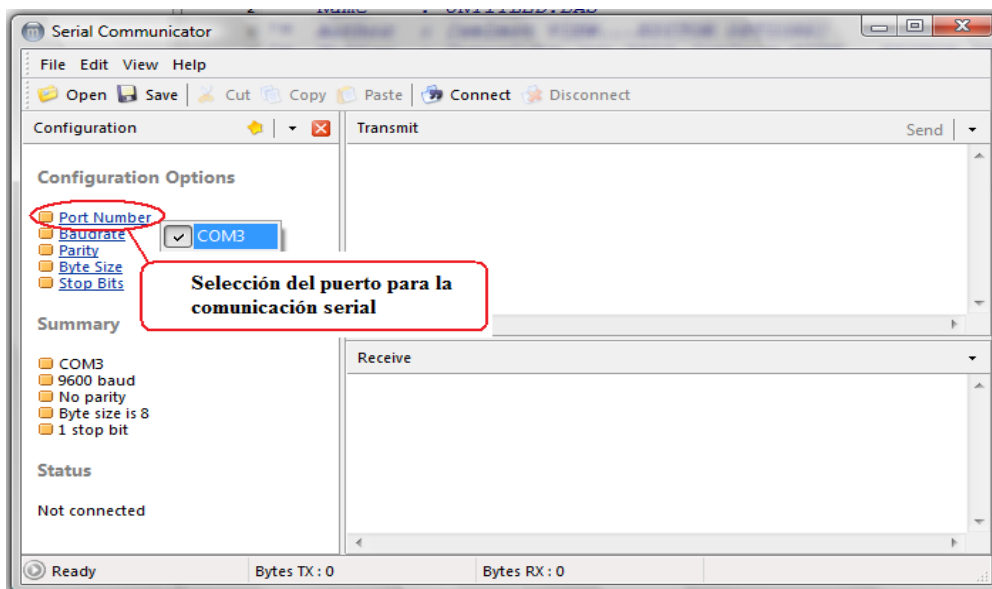 Serial Communicator
File Edit View Help
Open Save Cut Copy Paste Connect Disconnect
Configuration
Transmit
Send
Configuration Options
Port Number
Baudrate
COM3
Parity
Byte Size
Stop Bits
Selección del puerto para la
comunicación serial
Summary
COM3
9600 baud
No parity
Byte size is 8
1 stop bit
Status
Not connected
Receive
Ready
Bytes TX : 0
Bytes RX : 0